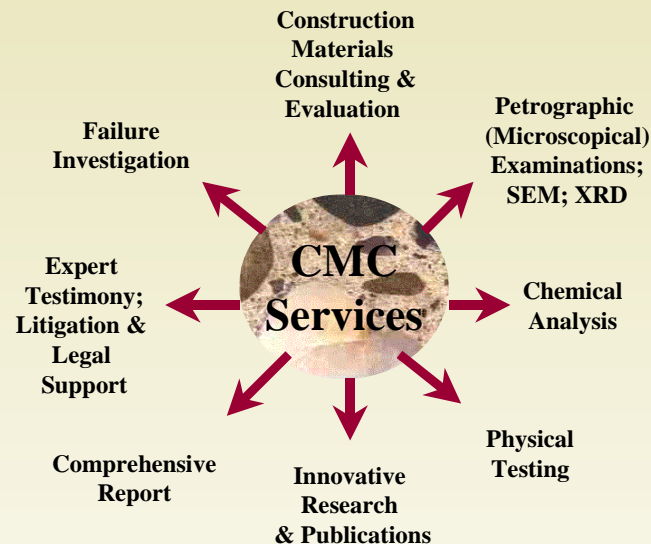 Construction
Materials
Consulting &
Evaluation
Petrographic
(Microscopical)
Examinations;
SEM; XRD
Failure
Investigation
CMC
Services
Expert
Testimony;
Litigation &
Legal
Support
Chemical
Analysis
Physical
Testing
Comprehensive
Report
Innovative
Research
& Publications